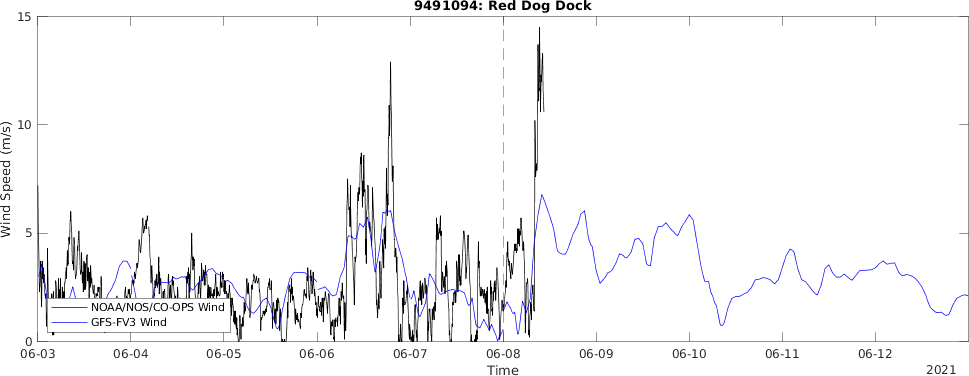 9491094: Red Dog Dock
15
10
5
0
Wind Speed (m/s)
NOAA/NOS/CO-OPS Wind
GFS-FV3 Wind
06-03 06-04 06-05 06-06 06-07 06-08 06-09 06-10 06-11 06-12
Time
2021